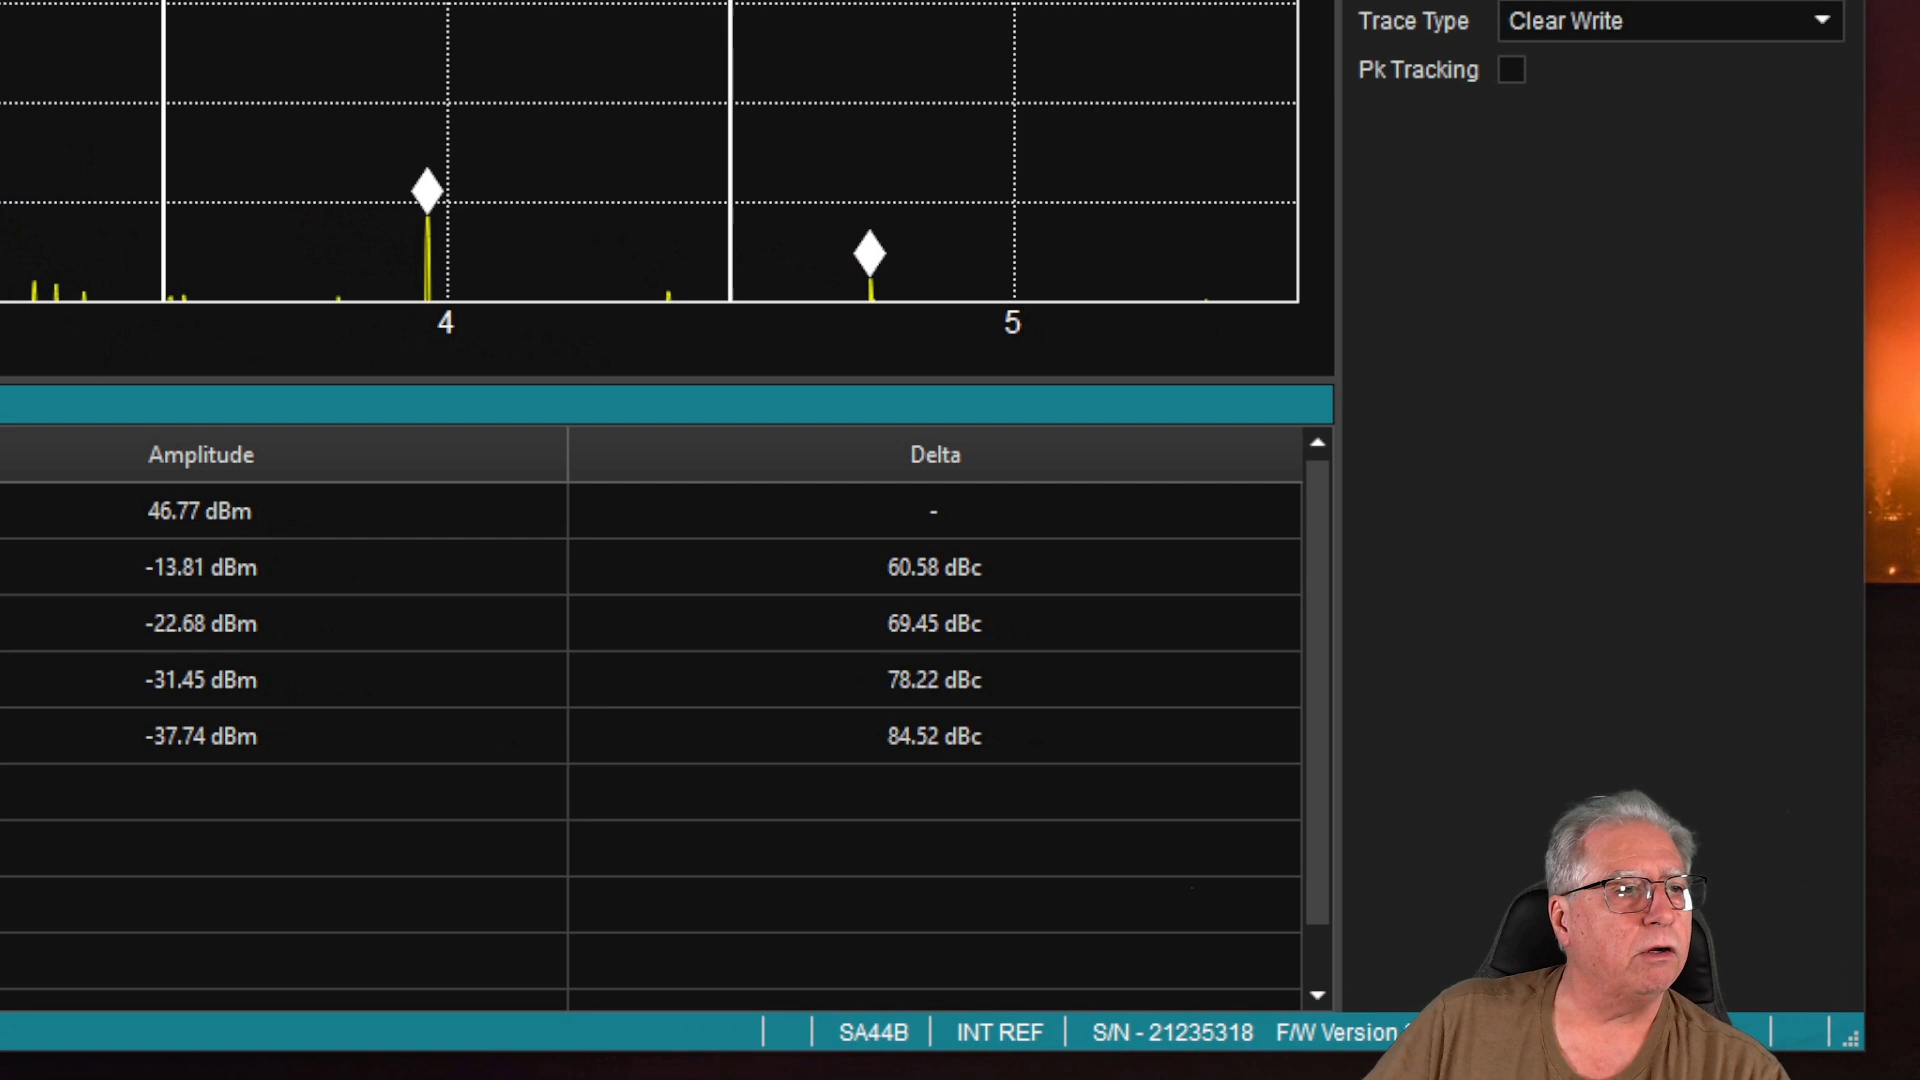 Trace Type Clear Write
Pk Tracking
4 5
Amplitude Delta
46.77 dBm -
-13.81 dBm 60.58 dBc
-22.68 dBm 69.45 dBc
-31.45 dBm 78.22 dBc
-37.74 dBm 84.52 dBc
SA44B INT REF S/N - 21235318 F/W Version